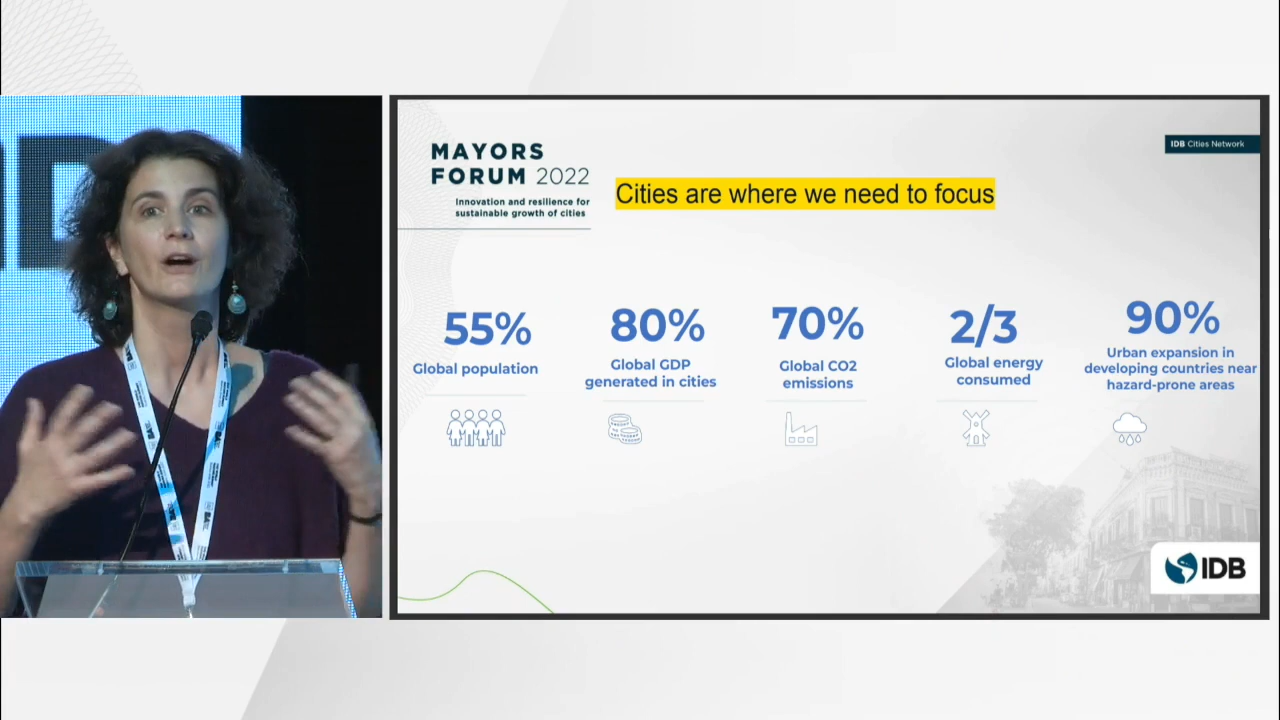 MAYORS
FORUM 2022
Innovation and resilience for
sustainable growth of cities
IDB Cities Network
Cities are where we need to focus
55%
Global population
80%
Global GDP
generated in cities
70%
Global CO2
emissions
2/3
Global energy
consumed
90%
Urban expansion in
developing countries near
hazard-prone areas
IDB